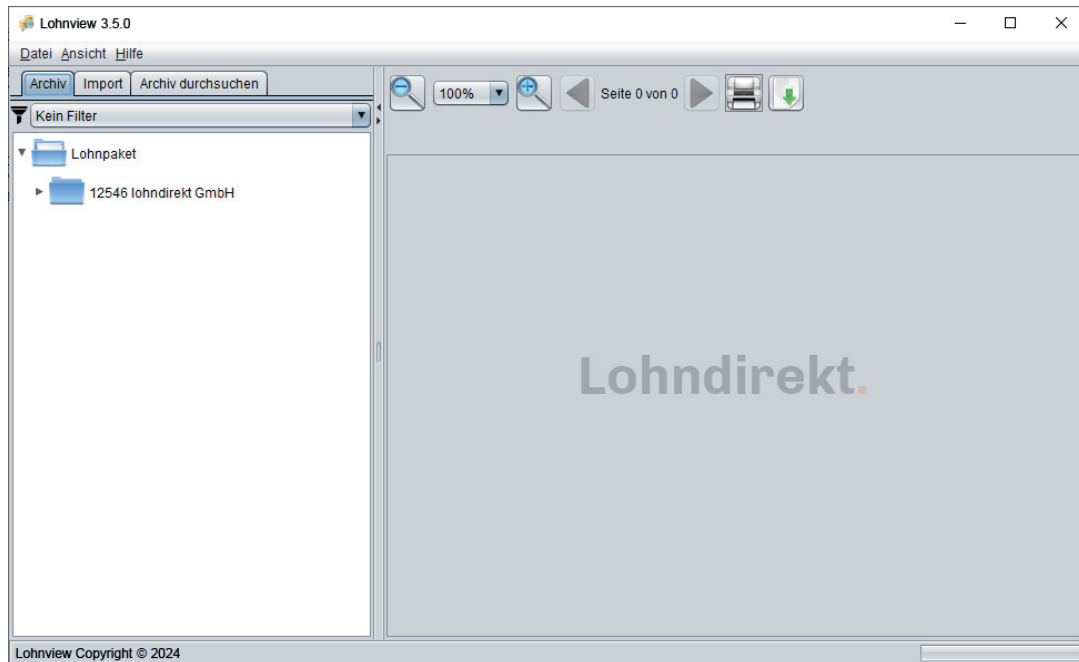 Lohnview 3.5.0
Datei Ansicht Hilfe
Archiv Import Archiv durchsuchen
Kein Filter
100% Seite 0 von 0
Lohnpaket
12546 lohndirekt GmbH
Lohndirekt.
Lohnview Copyright © 2024